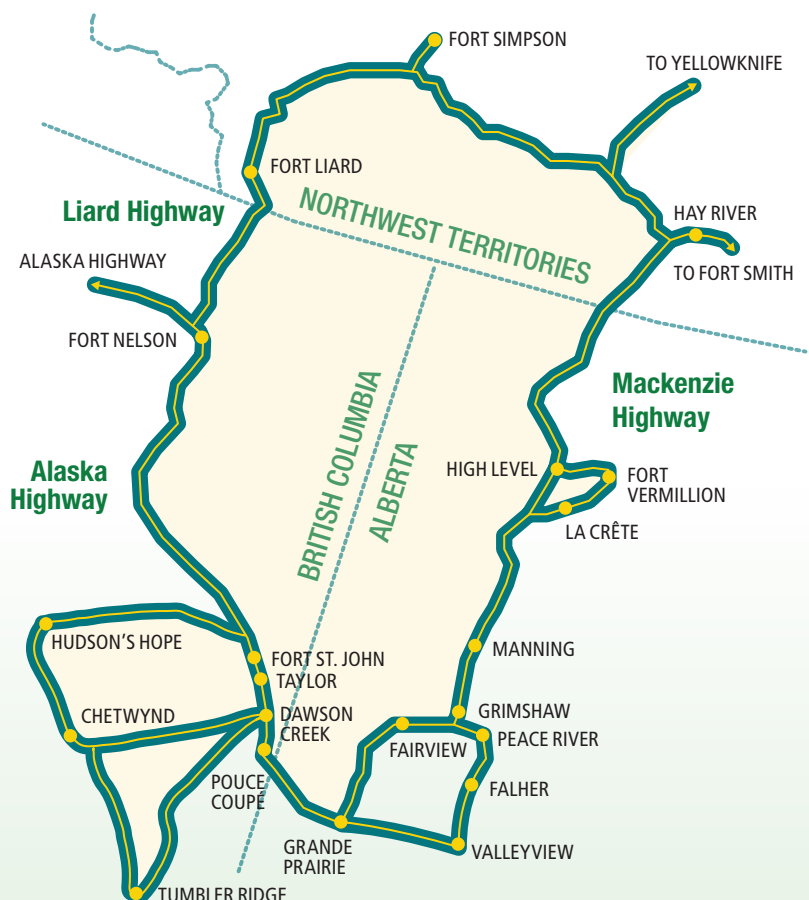 FORT SIMPSON
TO YELLOWKNIFE
FORT LIARD
Liard Highway
NORTHWEST TERRITORIES
HAY RIVER
ALASKA HIGHWAY
TO FORT SMITH
FORT NELSON
BRITISH COLUMBIA
ALBERTA
Mackenzie
Highway
Alaska
Highway
HIGH LEVEL
FORT
VERMILLION
LA CRÊTE
HUDSON'S HOPE
FORT ST. JOHN
TAYLOR
MANNING
CHETWYND
DAWSON
CREEK
GRIMSHAW
FAIRVIEW
PEACE RIVER
POUCE
COUPE
FALHER
GRANDE
PRAIRIE
VALLEYVIEW
TUMBLER RIDGE